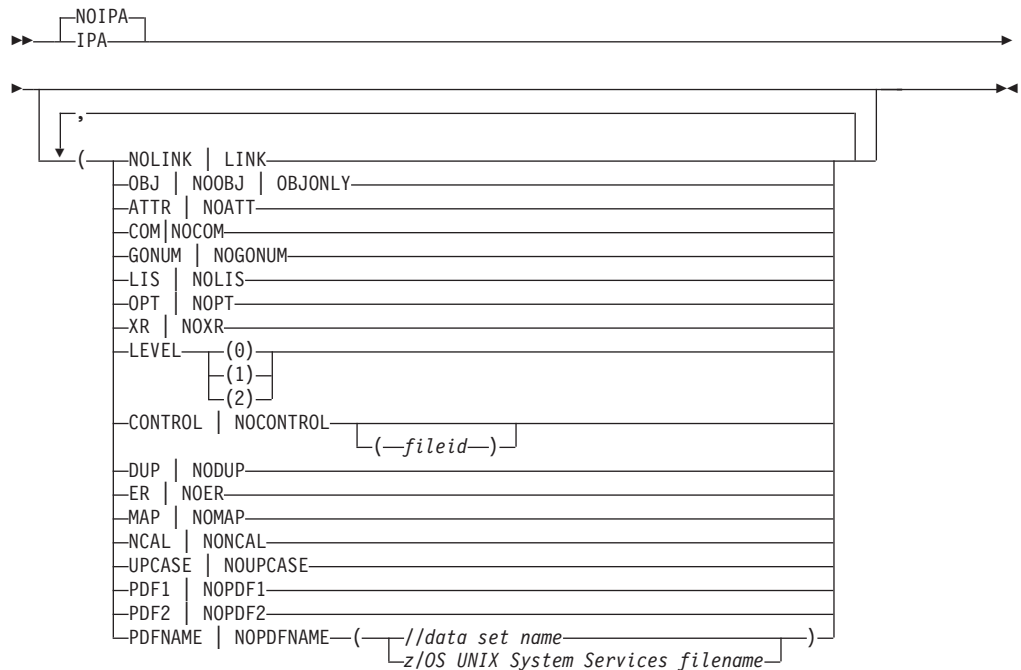 NOIPA
IPA
,
( NOLINK | LINK
OBJ | NOOBJ | OBJONLY
ATTR | NOATT
COM|NOCOM
GONUM | NOGONUM
LIS | NOLIS
OPT | NOPT
XR | NOXR
LEVEL (0)
(1)
(2)
CONTROL | NOCONTROL
( fileid )
DUP | NODUP
ER | NOER
MAP | NOMAP
NCAL | NONCAL
UPCASE | NOUPCASE
PDF1 | NOPDF1
PDF2 | NOPDF2
PDFNAME | NOPDFNAME ( //data set name )
z/OS UNIX System Services filename